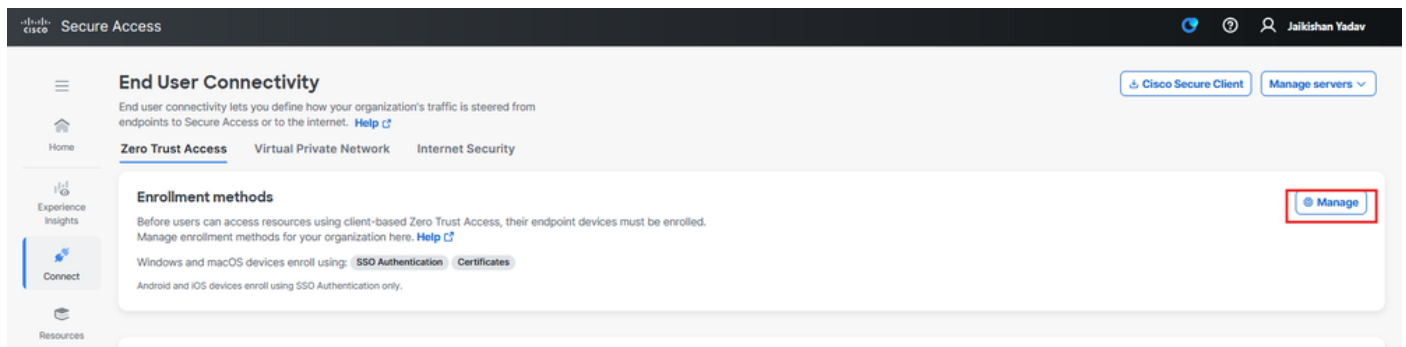 cisco Secure Access
Jaikishan Yadav
End User Connectivity
Cisco Secure Client
Manage servers
End user connectivity lets you define how your organization's traffic is steered from
endpoints to Secure Access or to the internet. Help
Home
Zero Trust Access Virtual Private Network Internet Security
Experience
Insights
Enrollment methods
Manage
Before users can access resources using client-based Zero Trust Access, their endpoint devices must be enrolled.
Manage enrollment methods for your organization here. Help
Windows and macOS devices enroll using: SSO Authentication Certificates
Connect
Android and iOS devices enroll using SSO Authentication only.
Resources